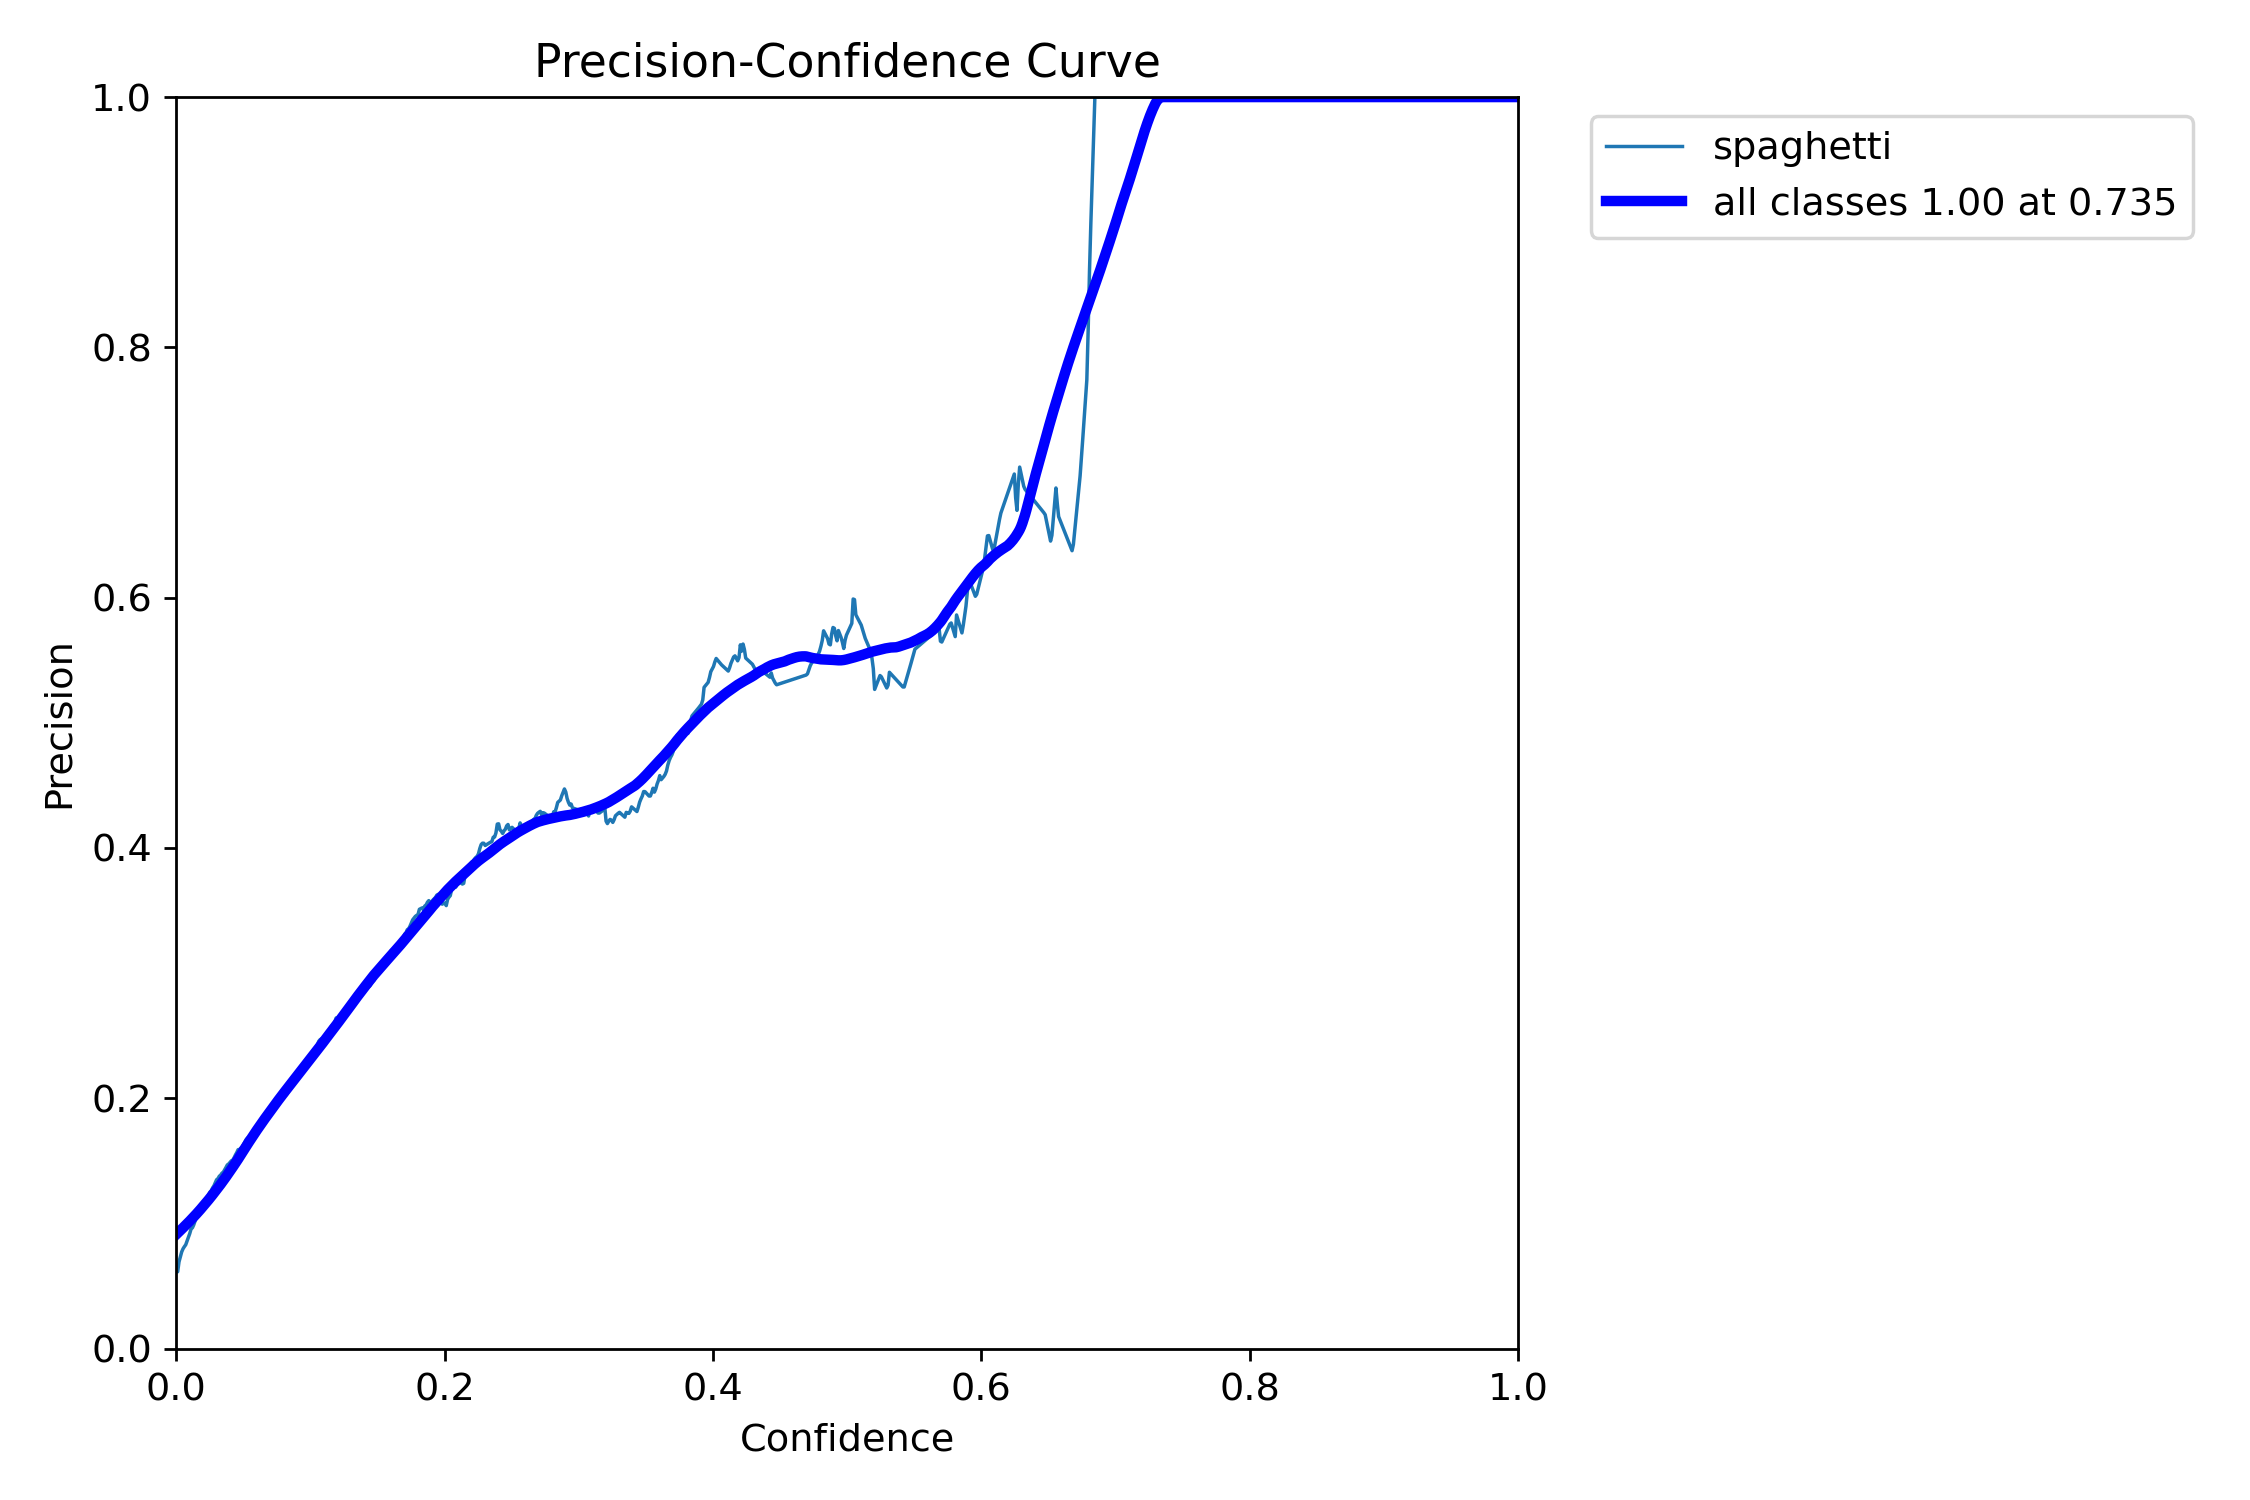 Precision-Confidence Curve
spaghetti
all classes 1.00 at 0.735
Precision
1.0
0.8
0.6
0.4
0.2
0.0
0.0 0.2 0.4 0.6 0.8 1.0
Confidence